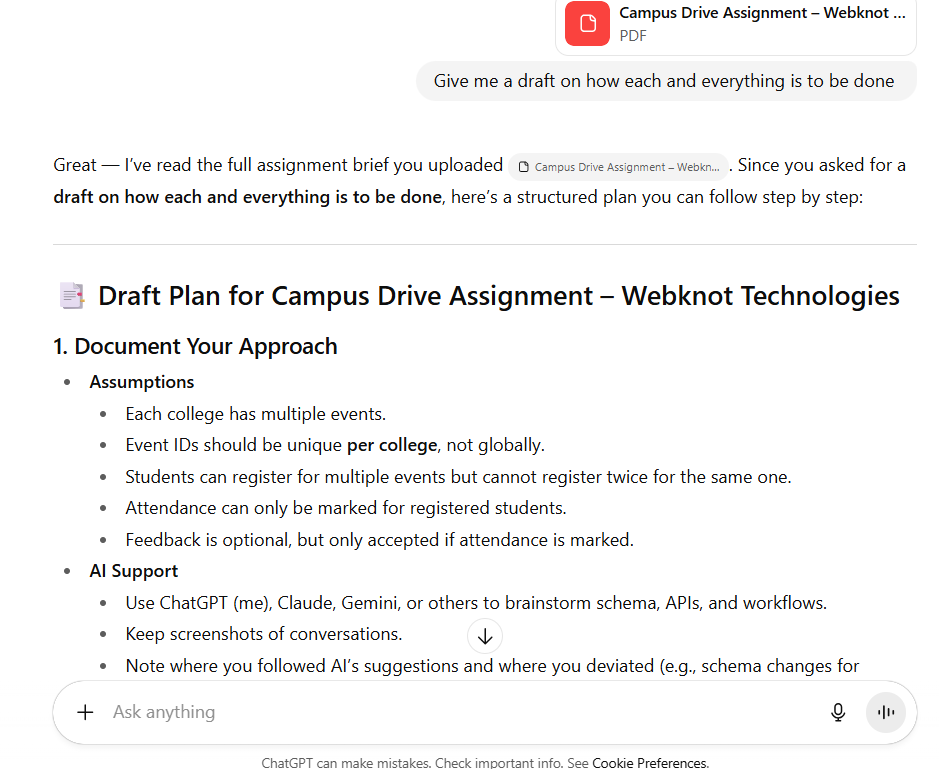 Campus Drive Assignment – Webknot ...
PDF
Give me a draft on how each and everything is to be done
Great — I’ve read the full assignment brief you uploaded Campus Drive Assignment – Webkn... . Since you asked for a
draft on how each and everything is to be done, here’s a structured plan you can follow step by step:
Draft Plan for Campus Drive Assignment – Webknot Technologies
1. Document Your Approach
• Assumptions
• Each college has multiple events.
• Event IDs should be unique per college, not globally.
• Students can register for multiple events but cannot register twice for the same one.
• Attendance can only be marked for registered students.
• Feedback is optional, but only accepted if attendance is marked.
• AI Support
• Use ChatGPT (me), Claude, Gemini, or others to brainstorm schema, APIs, and workflows.
• Keep screenshots of conversations.
• Note where you followed AI’s suggestions and where you deviated (e.g., schema changes for
Ask anything
ChatGPT can make mistakes. Check important info. See Cookie Preferences.